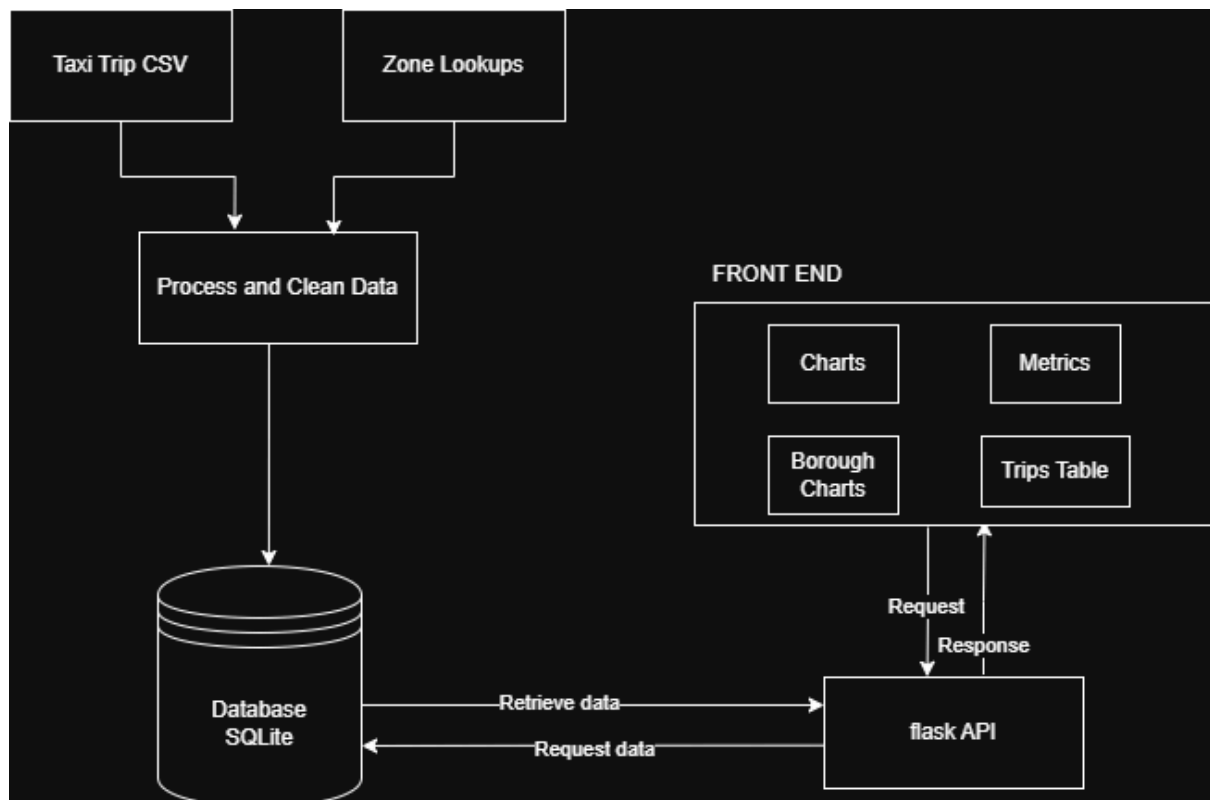 Taxi Trip CSV
Zone Lookups
Process and Clean Data
FRONT END
Charts
Metrics
Borough
Charts
Trips Table
Request
Response
Retrieve data
Database
SQLite
flask API
Request data